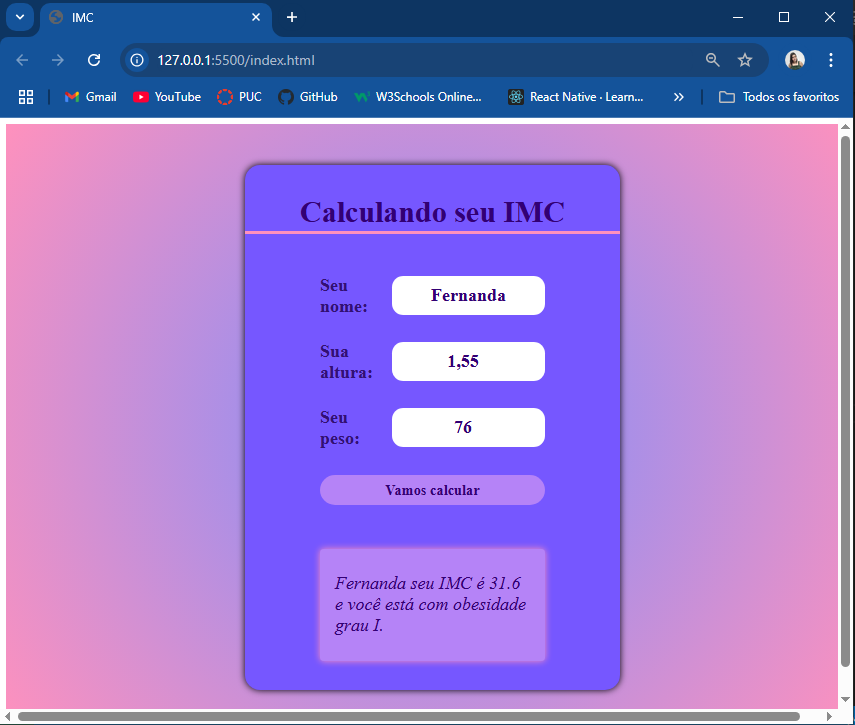 IMC
127.0.0.1:5500/index.html
Gmail YouTube PUC GitHub W3Schools Online... React Native · Learn... Todos os favoritos
Calculando seu IMC
Seu
nome:
Fernanda
Sua
altura:
1,55
Seu
peso:
76
Vamos calcular
Fernanda seu IMC é 31.6
e você está com obesidade
grau I.